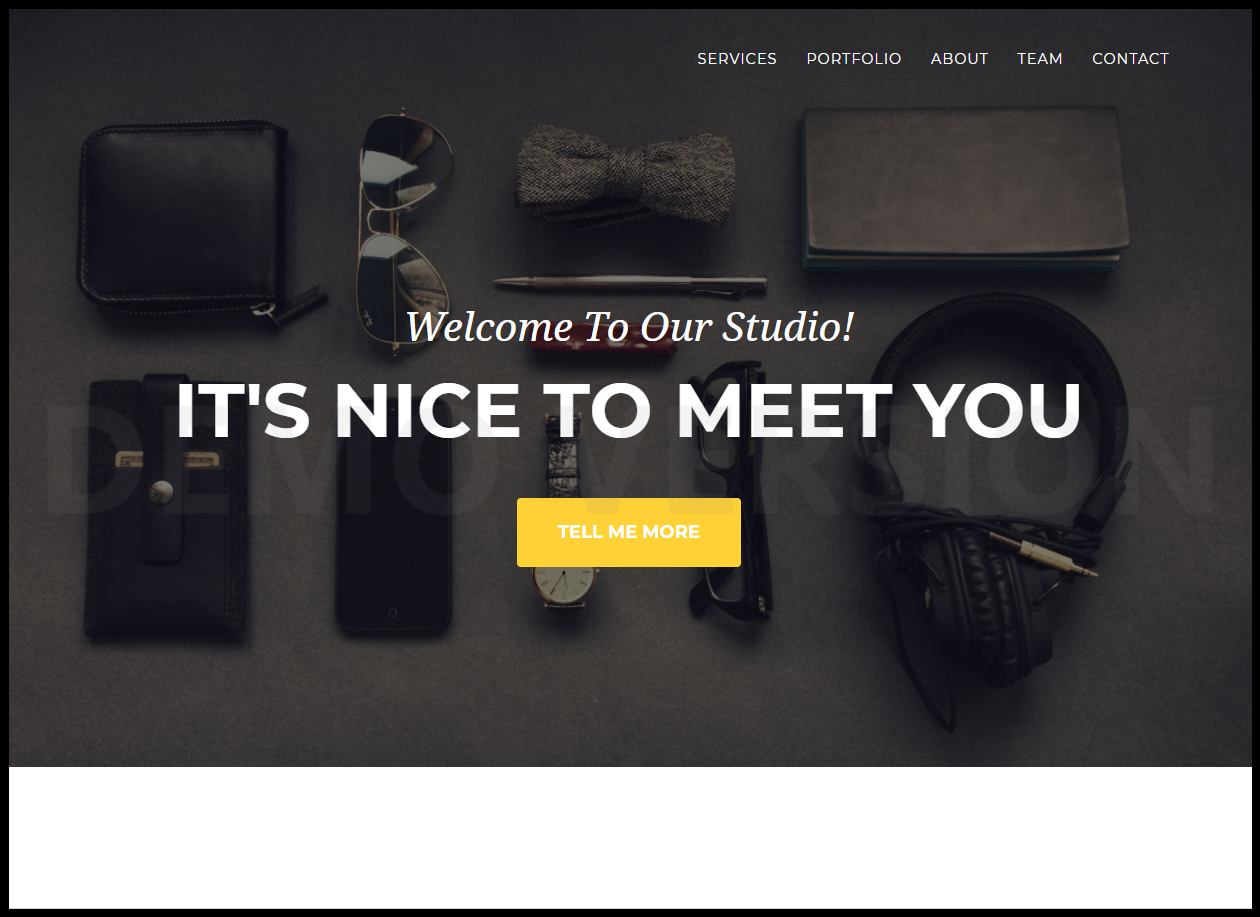 SERVICES PORTFOLIO ABOUT TEAM CONTACT
Welcome To Our Studio!
IT'S NICE TO MEET YOU
DEMO VERSION
TELL ME MORE